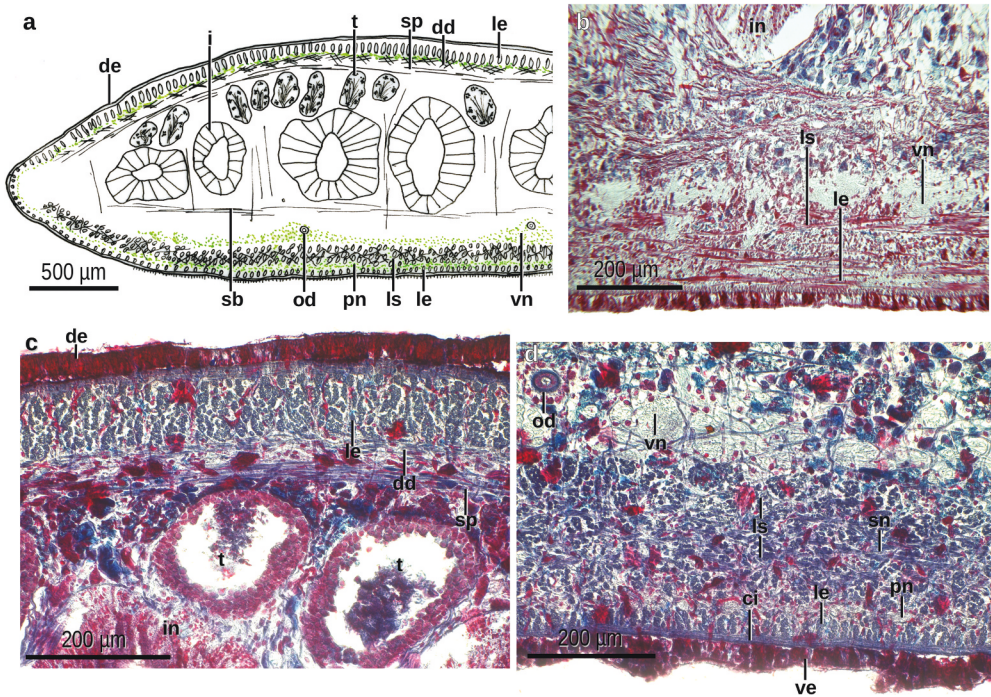 a
de
i
t
sp
dd
le
500 µm
sb
od
pn
ls
le
vn
b
in
ls
vn
le
200 µm
c
de
le
dd
sp
t
t
in
200 µm
d
od
vn
ls
sn
ci
le
pn
200 µm
ve